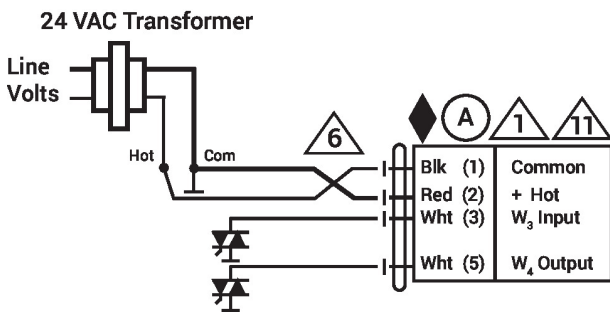 24 VAC Transformer
Line
Volts
Hot
Com
6
A
1
11
Blk (1) Common
Red (2) + Hot
Wht (3) W₃ Input
Wht (5) W₄ Output